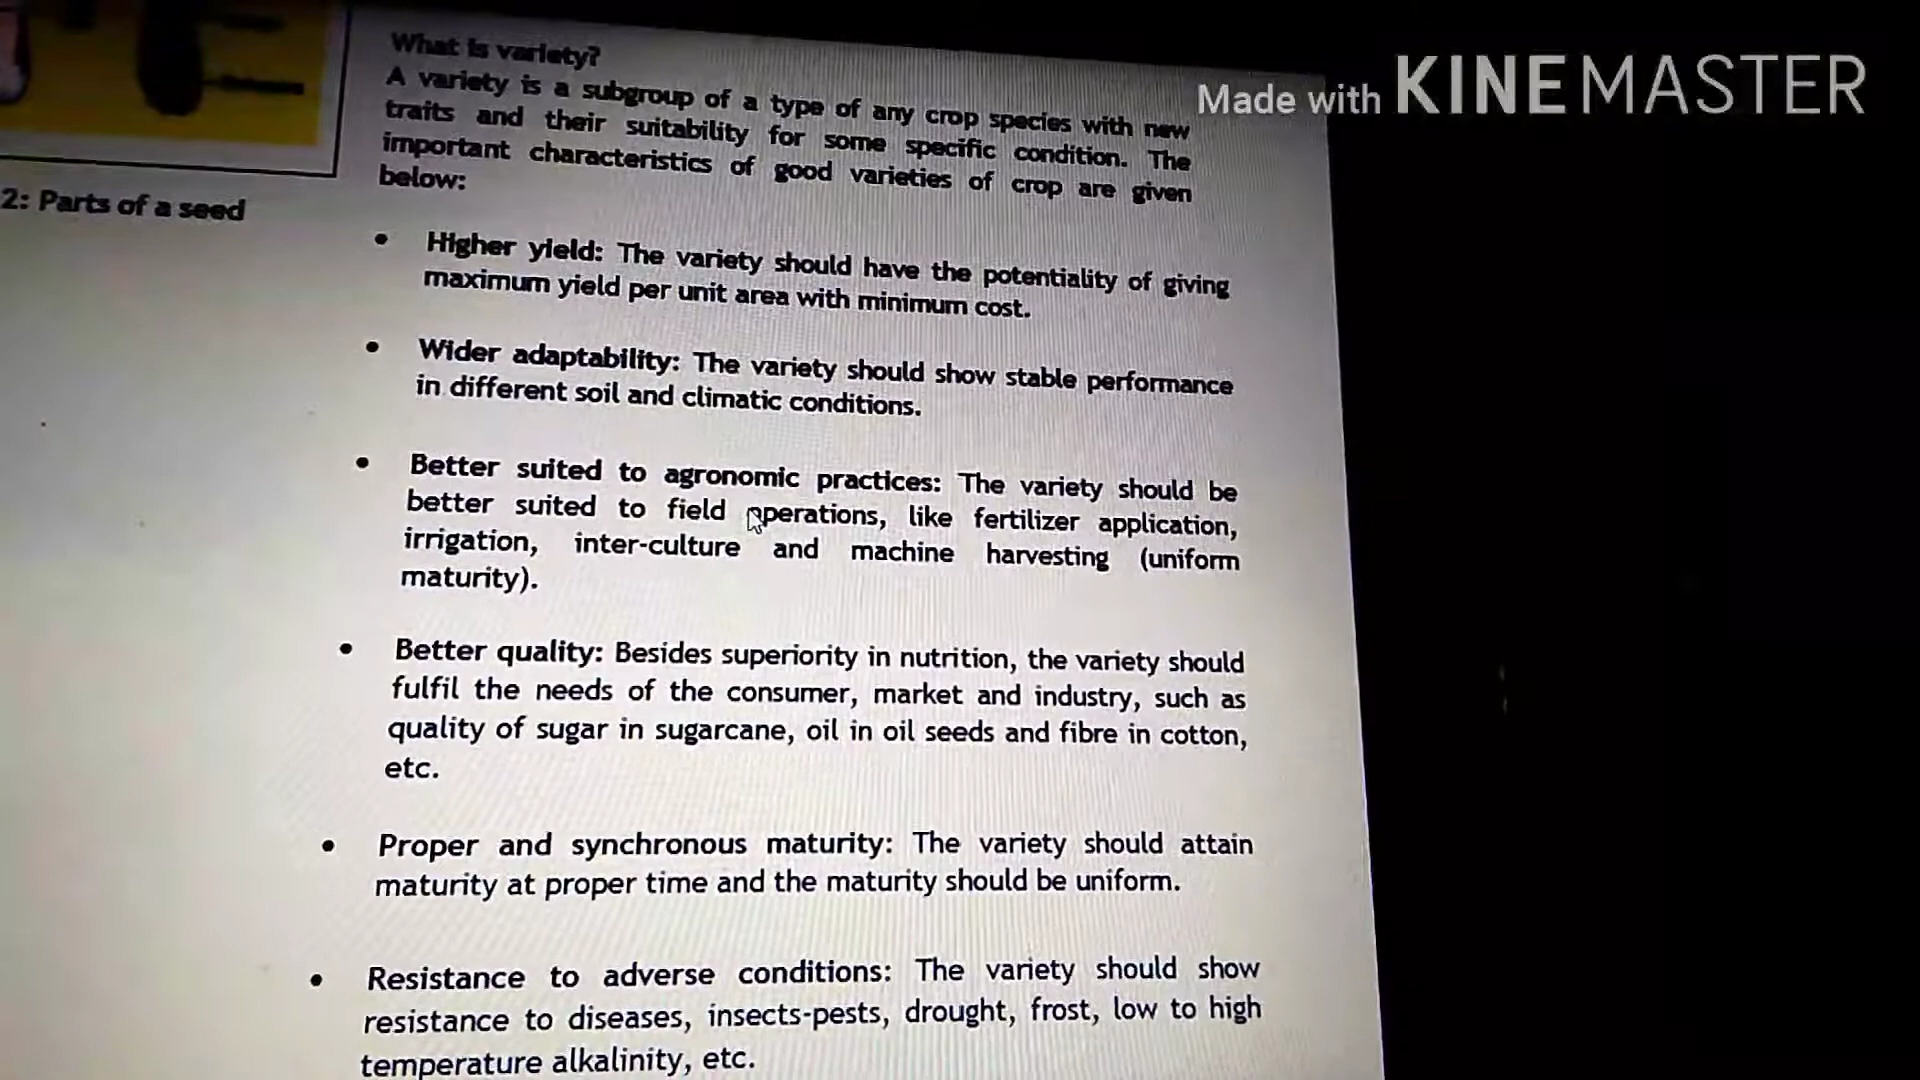 What is variety?
A variety is a subgroup of a type of any crop species with new
traits and their suitability for some specific condition. The
important characteristics of good varieties of crop are given
below:
Made with KINEMASTER
2: Parts of a seed
• Higher yield: The variety should have the potentiality of giving
maximum yield per unit area with minimum cost.
• Wider adaptability: The variety should show stable performance
in different soil and climatic conditions.
• Better suited to agronomic practices: The variety should be
better suited to field operations, like fertilizer application,
irrigation, inter-culture and machine harvesting (uniform
maturity).
• Better quality: Besides superiority in nutrition, the variety should
fulfil the needs of the consumer, market and industry, such as
quality of sugar in sugarcane, oil in oil seeds and fibre in cotton,
etc.
• Proper and synchronous maturity: The variety should attain
maturity at proper time and the maturity should be uniform.
• Resistance to adverse conditions: The variety should show
resistance to diseases, insects-pests, drought, frost, low to high
temperature alkalinity, etc.